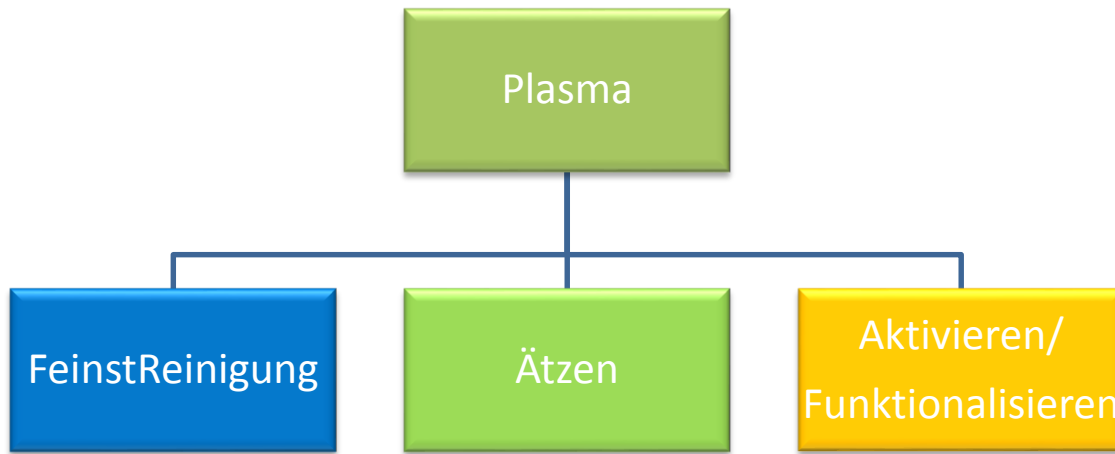 Plasma
FeinstReinigung
Ätzen
Aktivieren/
Funktionalisieren